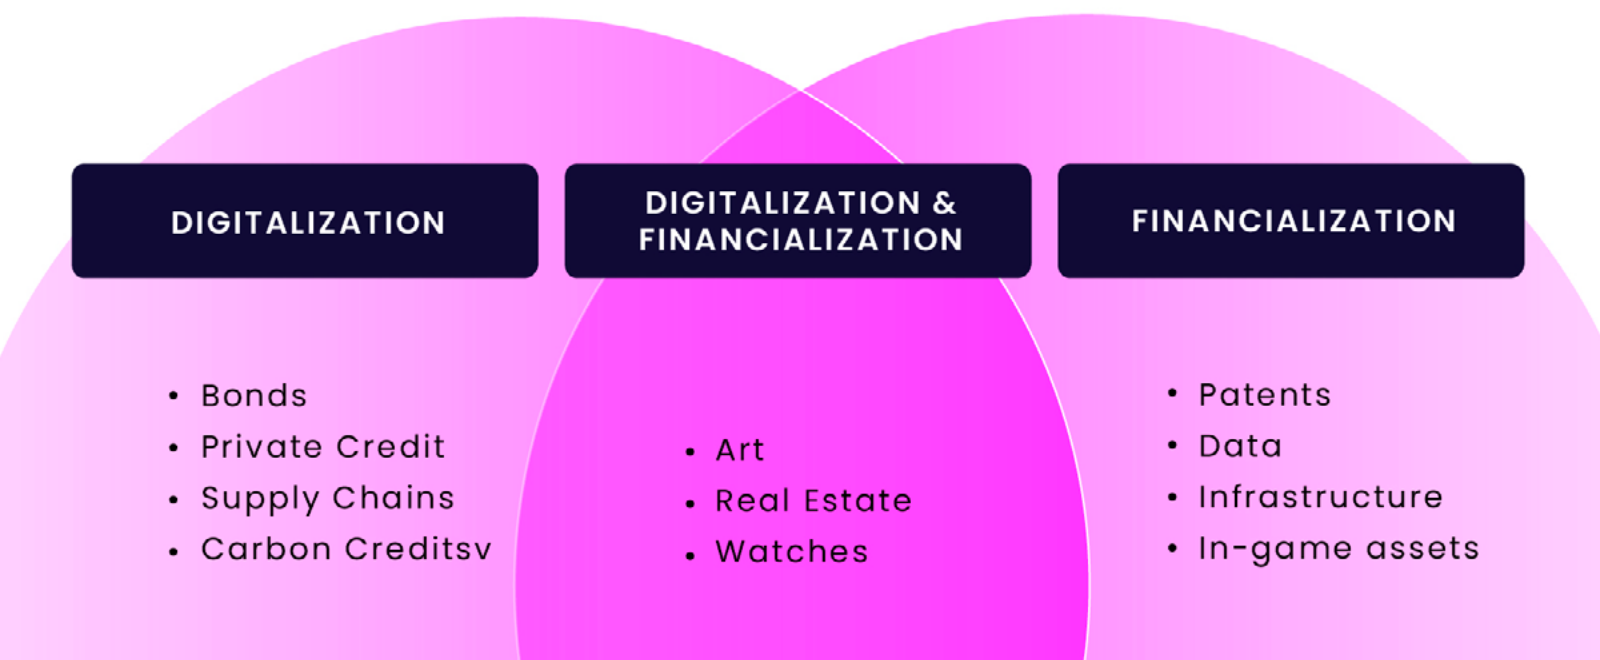 DIGITALIZATION
• Bonds
• Private Credit
• Supply Chains
• Carbon Creditsv
DIGITALIZATION &
FINANCIALIZATION
• Art
• Real Estate
• Watches
FINANCIALIZATION
• Patents
• Data
• Infrastructure
• In-game assets